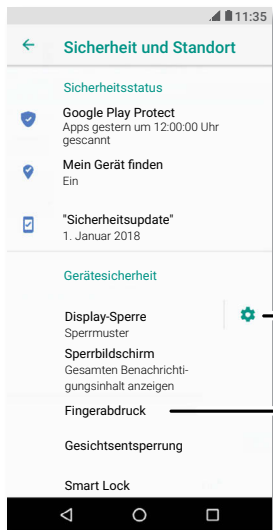 11:35
Sicherheit und Standort
Sicherheitsstatus
Google Play Protect
Apps gestern um 12:00:00 Uhr
gescannt
Mein Gerät finden
Ein
"Sicherheitsupdate"
1. Januar 2018
Gerätesicherheit
Display-Sperre
Sperrmuster
Sperrbildschirm
Gesamten Benachrichti-
gungsinhalt anzeigen
Fingerabdruck
Gesichtsentsperrung
Smart Lock